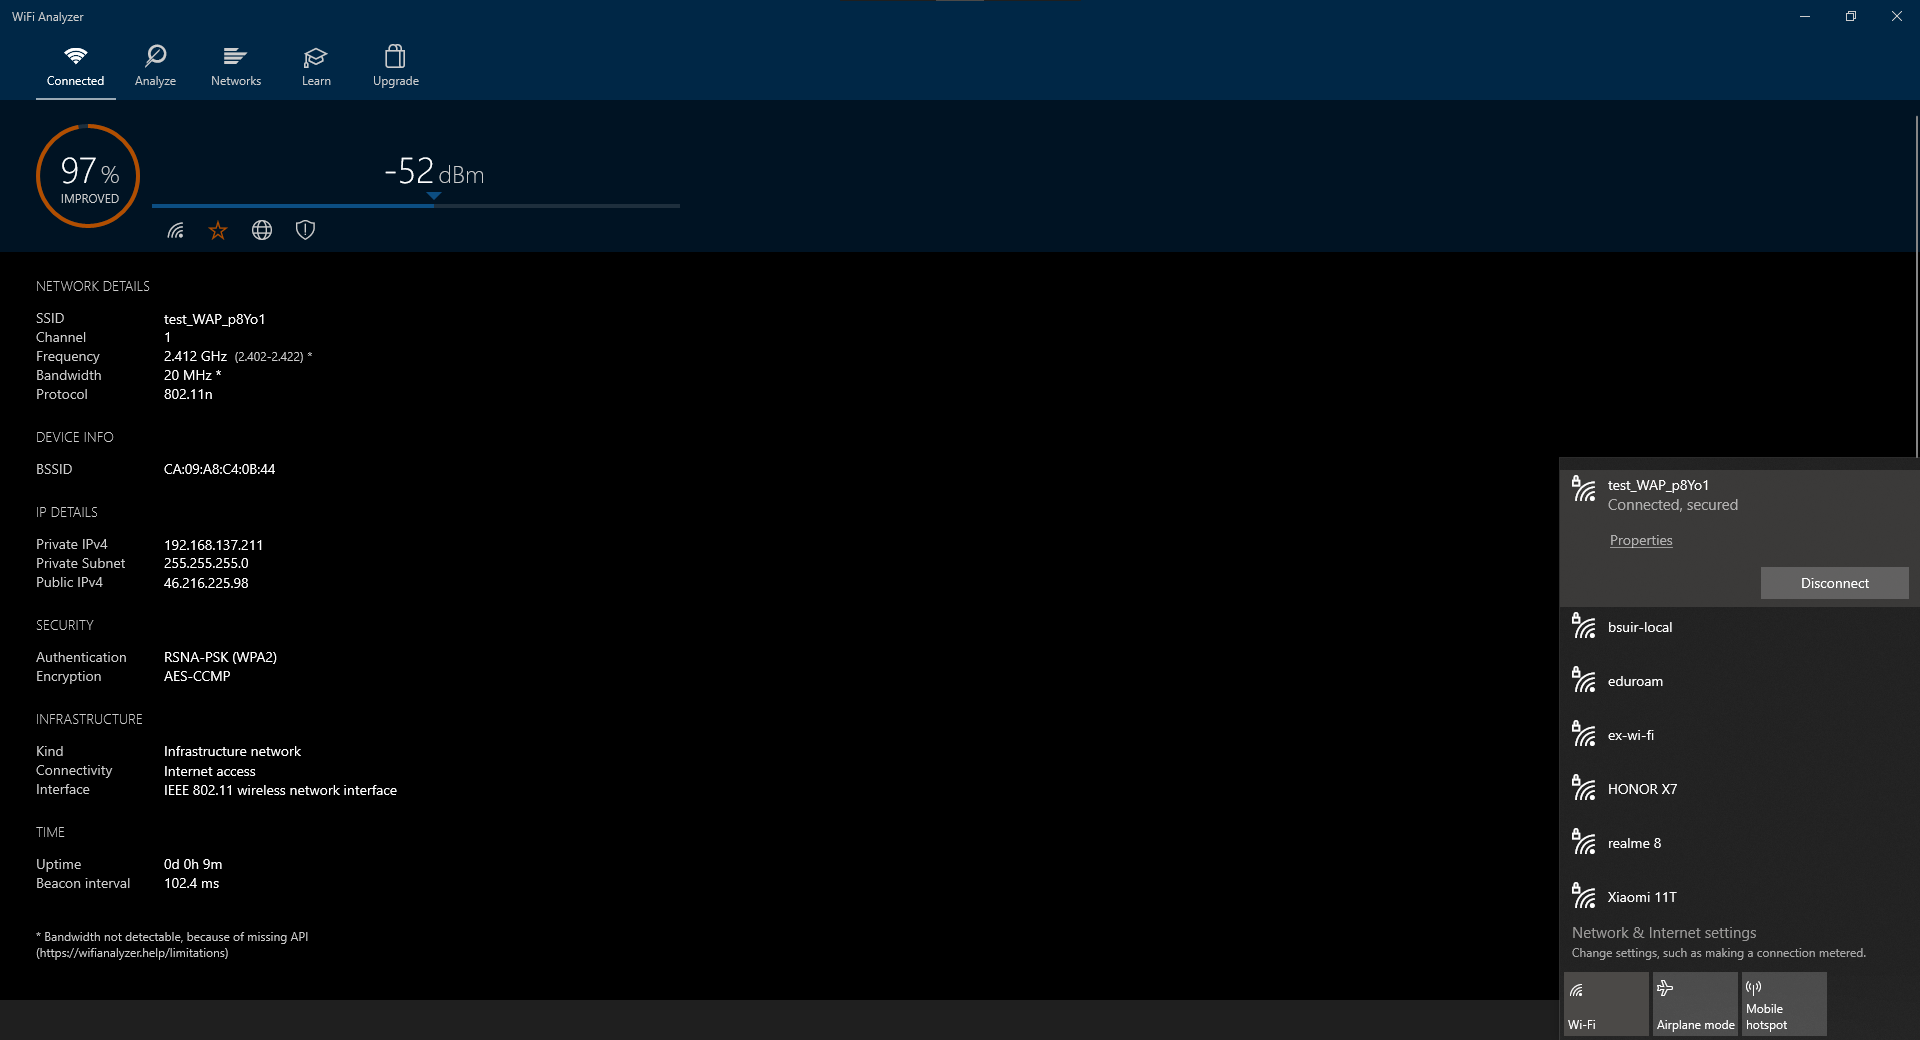 WiFi Analyzer
Connected
Analyze
Networks
Learn
Upgrade
97 %
IMPROVED
-52 dBm
NETWORK DETAILS
SSID test_WAP_p8Yo1
Channel 1
Frequency 2.412 GHz (2.402-2.422) *
Bandwidth 20 MHz *
Protocol 802.11n
DEVICE INFO
BSSID CA:09:A8:C4:0B:44
IP DETAILS
Private IPv4 192.168.137.211
Private Subnet 255.255.255.0
Public IPv4 46.216.225.98
SECURITY
Authentication RSNA-PSK (WPA2)
Encryption AES-CCMP
INFRASTRUCTURE
Kind Infrastructure network
Connectivity Internet access
Interface IEEE 802.11 wireless network interface
TIME
Uptime 0d 0h 9m
Beacon interval 102.4 ms
* Bandwidth not detectable, because of missing API
(https://wifianalyzer.help/limitations)
test_WAP_p8Yo1
Connected, secured
Properties
Disconnect
bsuir-local
eduroam
ex-wi-fi
HONOR X7
realme 8
Xiaomi 11T
Network & Internet settings
Change settings, such as making a connection metered.
Wi-Fi
Airplane mode
Mobile
hotspot